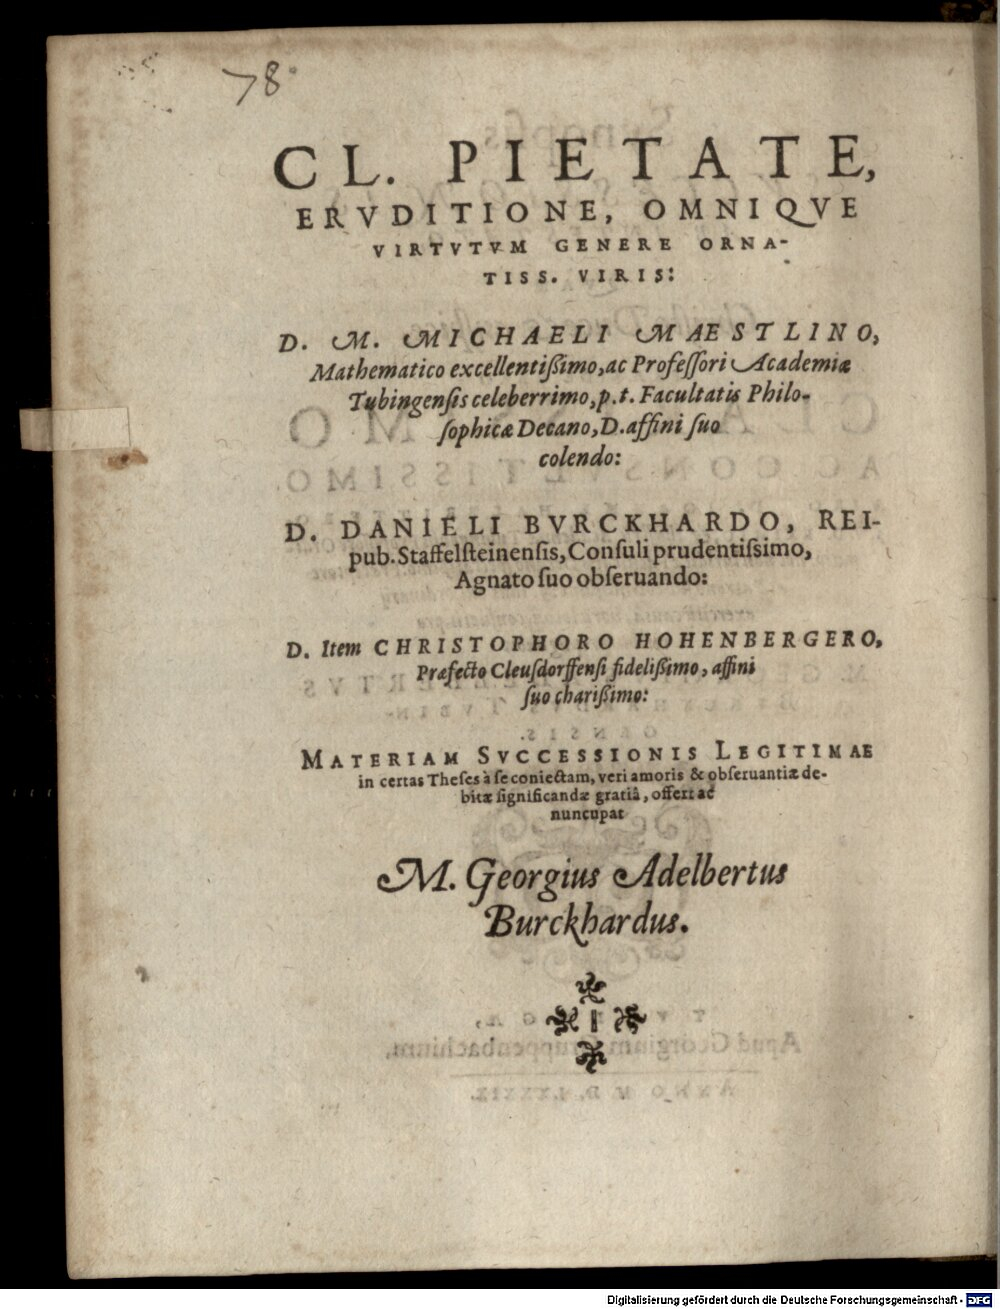 78.
CL. PIETATE,
ERVDITIONE, OMNIQVE
VIRTVTVM GENERE ORNA-
TISS. VIRIS:
D. M. MICHAELI MAESTLINO,
Mathematico excellentißimo, ac Profeſſori Academiæ
Tubingenſis celeberrimo, p. t. Facultatis Philo-
ſophicæ Decano, D. affini ſuo
colendo:
D. DANIELI BVRCKHARDO, REI-
pub. Staffelſteinenſis, Conſuli prudentiſsimo,
Agnato ſuo obſeruando:
D. Item CHRISTOPHORO HOHENBERGERO,
Præfecto Cleuſdorffenſi fidelißimo, affini
ſuo charißimo:
MATERIAM SVCCESSIONIS LEGITIMAE
in certas Theſes à ſe coniectam, veri amoris & obſeruantiæ de-
bitæ ſignificandæ gratiâ, offert ac
nuncupat
M. Georgius Adelbertus
Burckhardus.
Digitalisierung gefördert durch die Deutsche Forschungsgemeinschaft - DFG